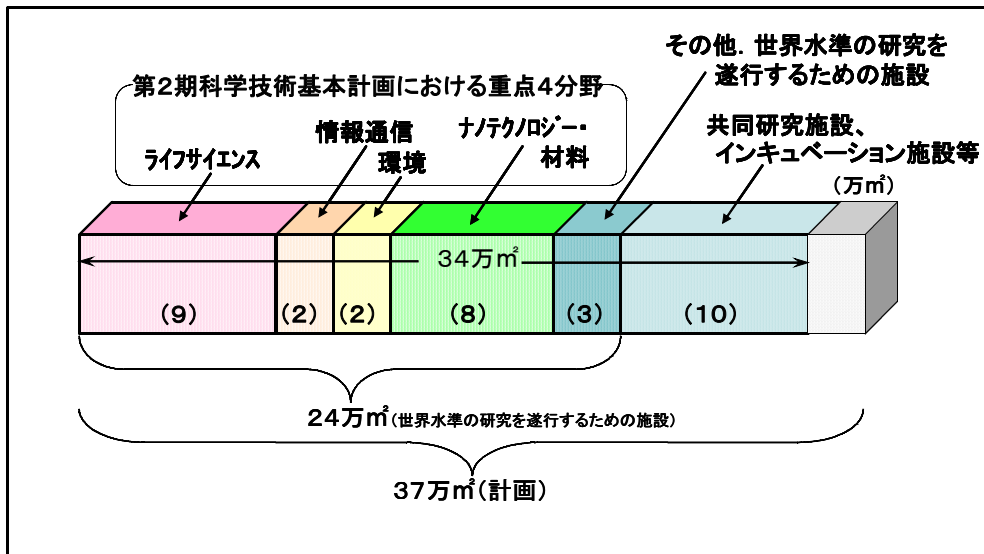 その他．世界水準の研究を
遂行するための施設
第2期科学技術基本計画における重点4分野
ライフサイエンス
情報通信
環境
ナノテクノロジー・
材料
共同研究施設、
インキュベーション施設等
(万㎡)
34万㎡
(9)
(2)
(2)
(8)
(3)
(10)
24万㎡(世界水準の研究を遂行するための施設)
37万㎡(計画)